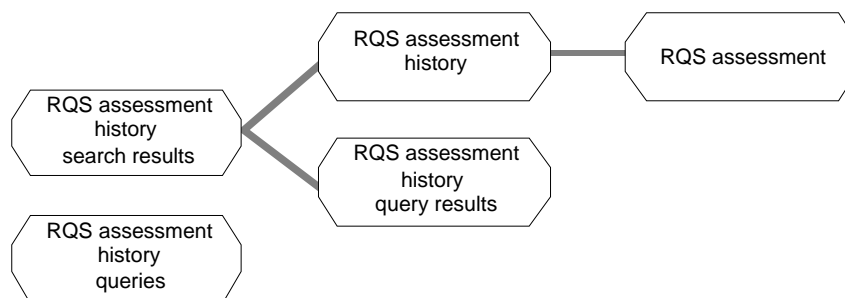 RQS assessment
history
RQS assessment
RQS assessment
history
search results
RQS assessment
history
query results
RQS assessment
history
queries